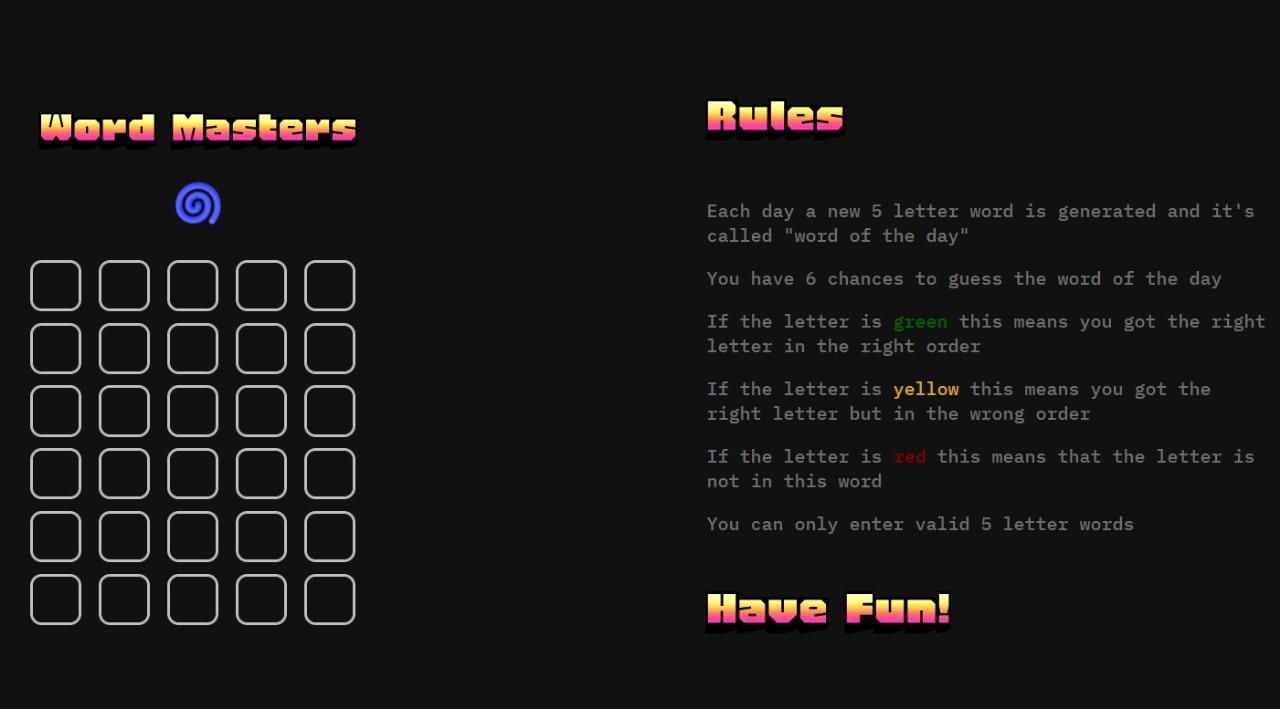 Word Masters
Rules
Each day a new 5 letter word is generated and it's
called "word of the day"
You have 6 chances to guess the word of the day
If the letter is green this means you got the right
letter in the right order
If the letter is yellow this means you got the
right letter but in the wrong order
If the letter is red this means that the letter is
not in this word
You can only enter valid 5 letter words
Have Fun!